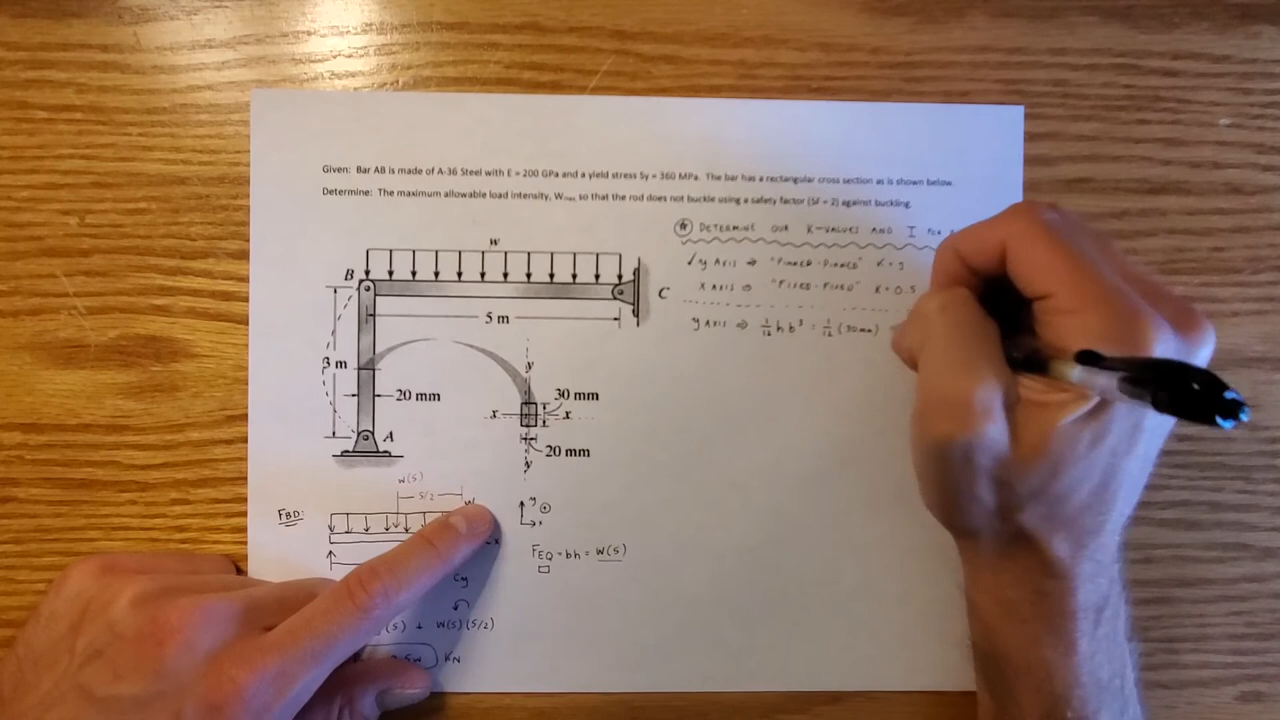 Given: Bar AB is made of A-36 Steel with E = 200 GPa and a yield stress Sy = 360 MPa. The bar has a rectangular cross section as is shown below.
Determine: The maximum allowable load intensity, Wmax, so that the rod does not buckle using a safety factor (SF = 2) against buckling.
☆ DETERMINE OUR K-VALUES AND I FOR
✓ y AXIS ⇒ "PINNED-PINNED" K = 1
X AXIS ⇒ "FIXED-FIXED" K = 0.5
y AXIS ⇒ 1/12 h b³ = 1/12 (30mm)
w
B
C
5 m
3 m
20 mm
A
y
30 mm
x
x
20 mm
y
W(5)
5/2
W
FBD:
y
x
FEQ = bh = W(5)
Cy
(5) + W(5)(5/2)
KN